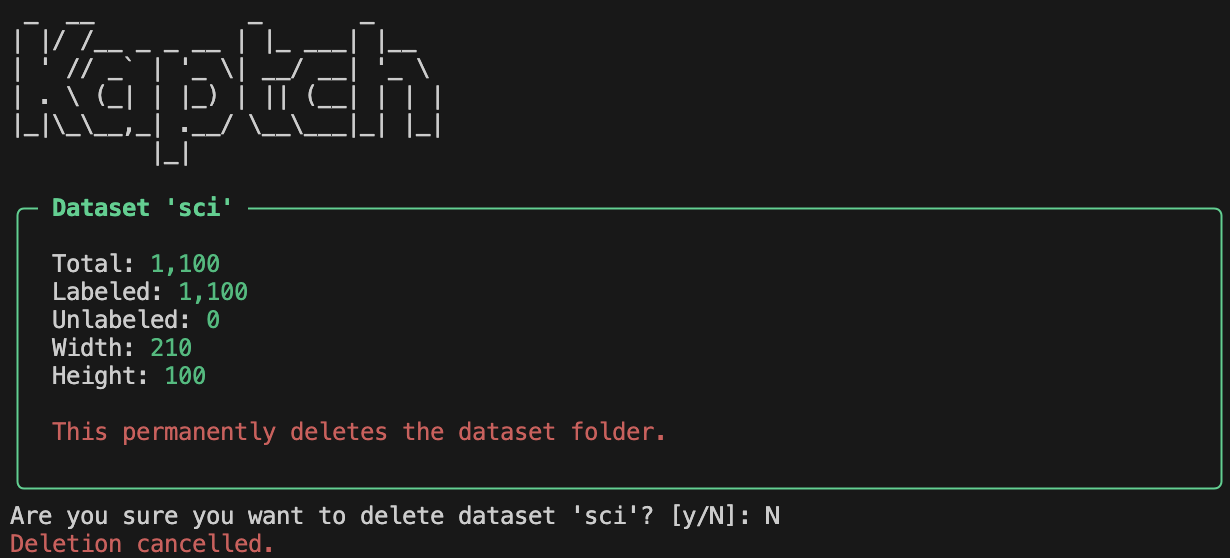 Kaptch
Dataset 'sci'
Total: 1,100
Labeled: 1,100
Unlabeled: 0
Width: 210
Height: 100
This permanently deletes the dataset folder.
Are you sure you want to delete dataset 'sci'? [y/N]: N
Deletion cancelled.